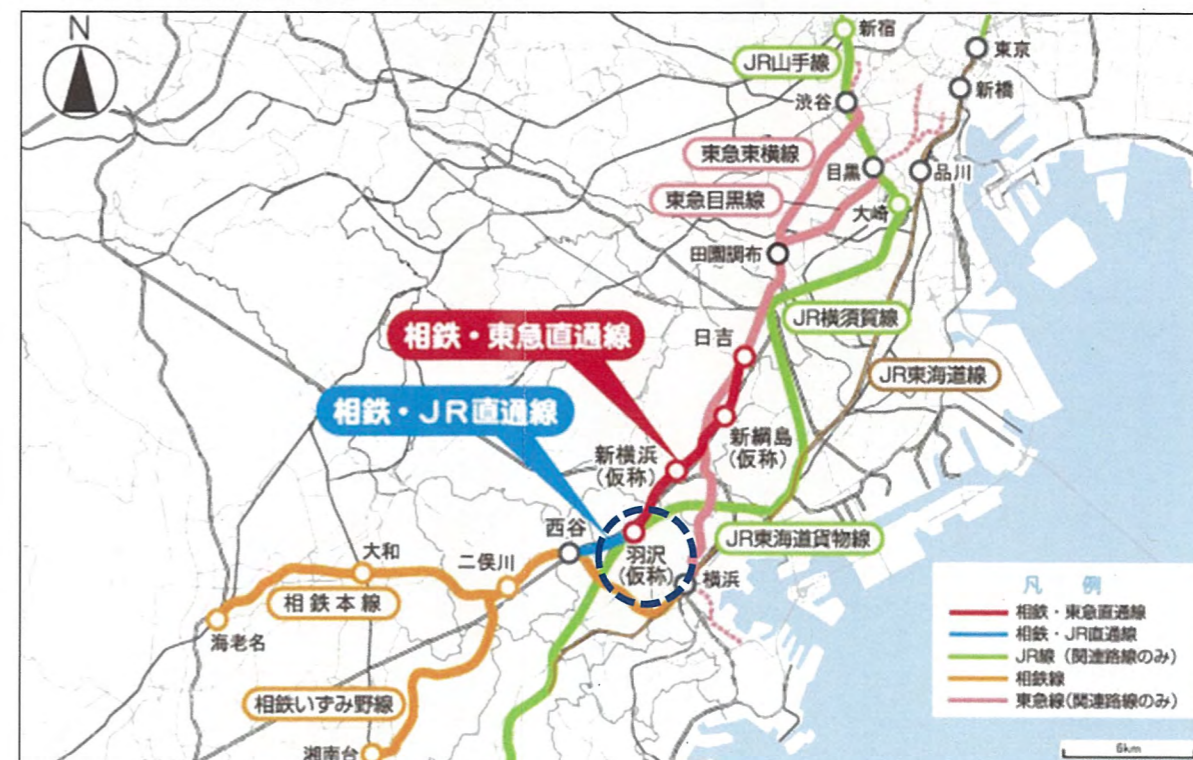 N
新宿
東京
JR山手線
新橋
渋谷
東急東横線
目黒
品川
東急目黒線
大崎
田園調布
JR横須賀線
相鉄・東急直通線
日吉
JR東海道線
相鉄・JR直通線
新綱島
(仮称)
新横浜
(仮称)
西谷
JR東海道貨物線
大和
二俣川
羽沢
(仮称)
横浜
相鉄本線
海老名
相鉄いずみ野線
湘南台
凡 例
相鉄・東急直通線
相鉄・JR直通線
JR線(関連路線のみ)
相鉄線
東急線(関連路線のみ)
6km